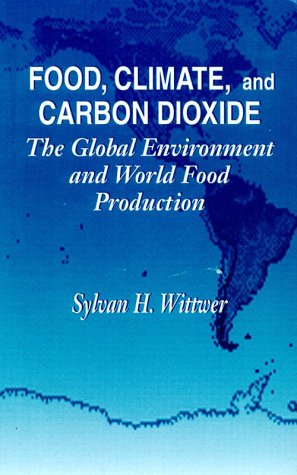 FOOD, CLIMATE, and
CARBON DIOXIDE
The Global Environment
and World Food
Production
Sylvan H. Wittwer